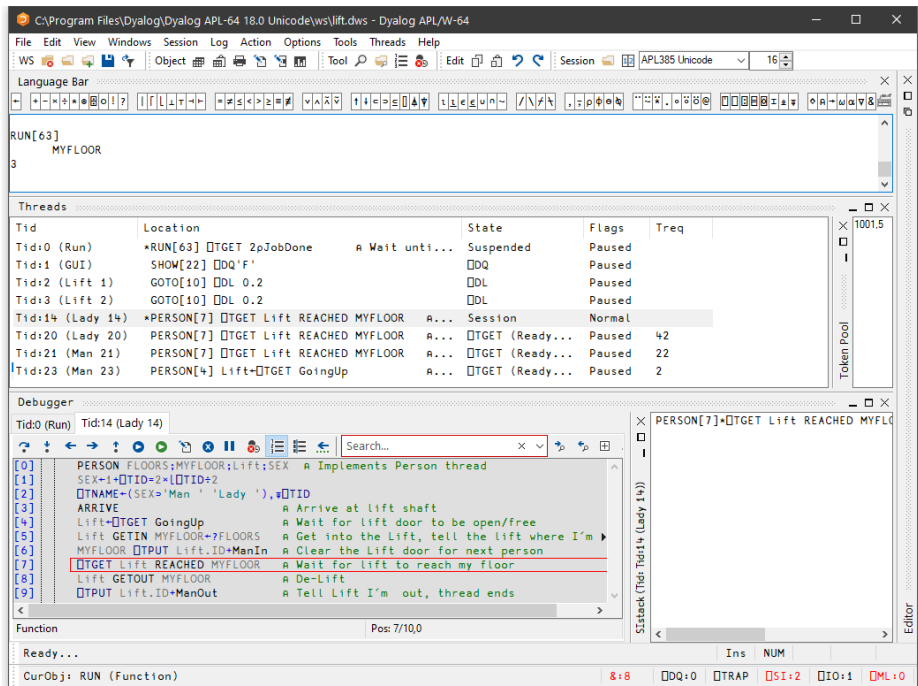 C:\Program Files\Dyalog\Dyalog APL-64 18.0 Unicode\ws\lift.dws - Dyalog APL/W-64
File Edit View Windows Session Log Action Options Tools Threads Help
WS Object Tool Edit Session APL385 Unicode 16
Language Bar
RUN[63]
MYFLOOR
3
Threads
Tid Location State Flags Treq
Tid:0 (Run) *RUN[63] ⎕TGET 2⍴JobDone ⍝ Wait unti... Suspended Paused
Tid:1 (GUI) SHOW[22] ⎕DQ'F' ⎕DQ Paused
Tid:2 (Lift 1) GOTO[10] ⎕DL 0.2 ⎕DL Paused
Tid:3 (Lift 2) GOTO[10] ⎕DL 0.2 ⎕DL Paused
Tid:14 (Lady 14) *PERSON[7] ⎕TGET Lift REACHED MYFLOOR ⍝... Session Normal
Tid:20 (Lady 20) PERSON[7] ⎕TGET Lift REACHED MYFLOOR ⍝... ⎕TGET (Ready... Paused 42
Tid:21 (Man 21) PERSON[7] ⎕TGET Lift REACHED MYFLOOR ⍝... ⎕TGET (Ready... Paused 22
Tid:23 (Man 23) PERSON[4] Lift←⎕TGET GoingUp ⍝... ⎕TGET (Ready... Paused 2
1001,5
Token Pool
Debugger
Tid:0 (Run) Tid:14 (Lady 14)
Search...
[0] PERSON FLOORS;MYFLOOR;Lift;SEX ⍝ Implements Person thread
[1] SEX←1+⎕TID=2×⌊⎕TID÷2
[2] ⎕TNAME←(SEX⊃'Man ' 'Lady '),⍕⎕TID
[3] ARRIVE ⍝ Arrive at lift shaft
[4] Lift←⎕TGET GoingUp ⍝ Wait for lift door to be open/free
[5] Lift GETIN MYFLOOR←?FLOORS ⍝ Get into the Lift, tell the lift where I´m
[6] MYFLOOR ⎕TPUT Lift.ID+ManIn ⍝ Clear the Lift door for next person
[7] ⎕TGET Lift REACHED MYFLOOR ⍝ Wait for lift to reach my floor
[8] Lift GETOUT MYFLOOR ⍝ De-Lift
[9] ⎕TPUT Lift.ID+ManOut ⍝ Tell Lift I´m out, thread ends
Function Pos: 7/10,0
SIstack (Tid: Tid:14 (Lady 14))
PERSON[7]*⎕TGET Lift REACHED MYFL
Editor
Ready... Ins NUM
CurObj: RUN (Function) &:8 ⎕DQ:0 ⎕TRAP ⎕SI:2 ⎕IO:1 ⎕ML:0